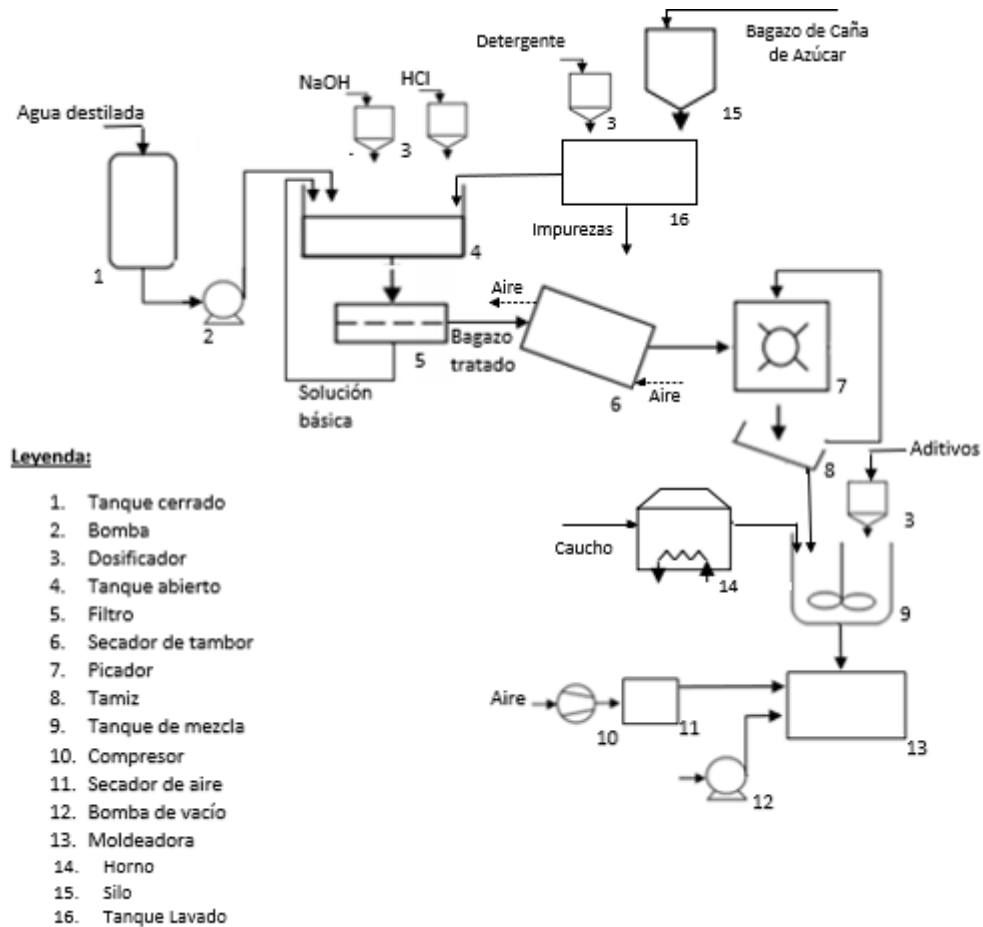 Bagazo de Caña
de Azúcar
Detergente
NaOH
HCl
Agua destilada
3
3
15
16
Impurezas
1
2
4
Aire
5
Bagazo
tratado
Solución
básica
6
Aire
7
8
Aditivos
3
Caucho
14
9
Aire
10
11
12
13
Leyenda:
1. Tanque cerrado
2. Bomba
3. Dosificador
4. Tanque abierto
5. Filtro
6. Secador de tambor
7. Picador
8. Tamiz
9. Tanque de mezcla
10. Compresor
11. Secador de aire
12. Bomba de vacío
13. Moldeadora
14. Horno
15. Silo
16. Tanque Lavado